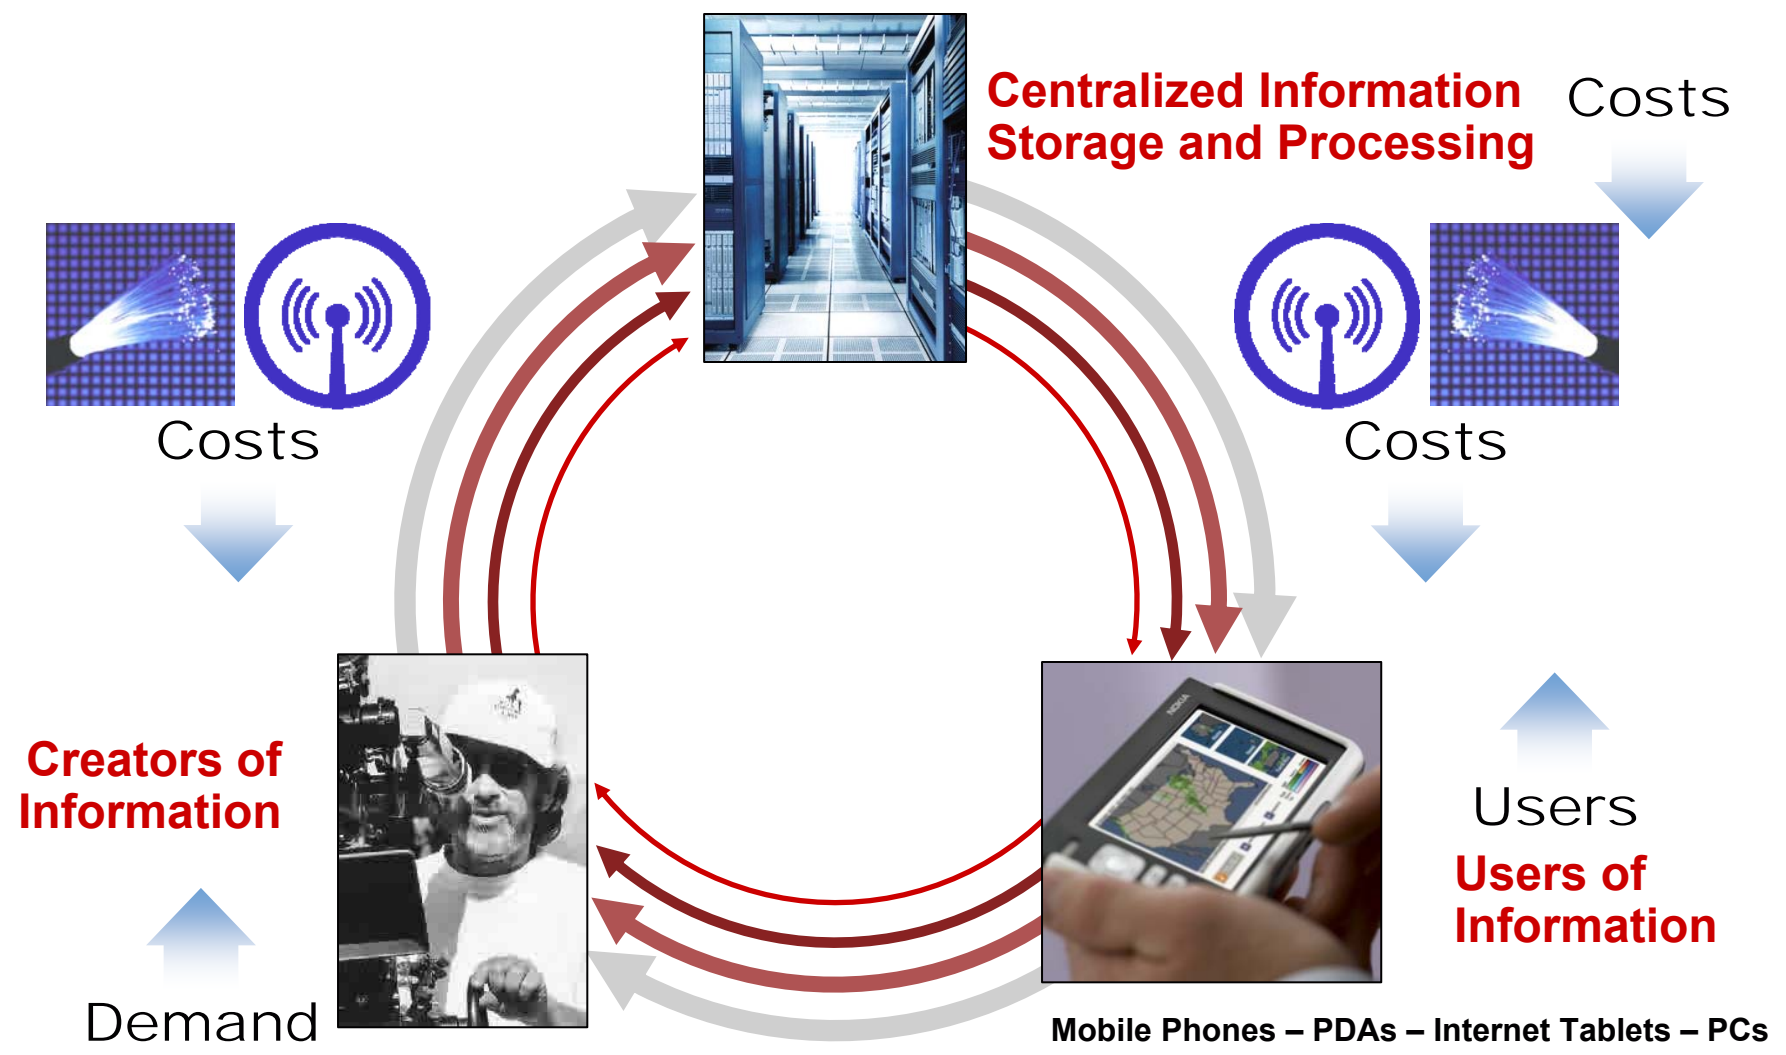 Centralized Information
Storage and Processing
Costs
Costs
Costs
Creators of
Information
NOKIA
Users
Users of
Information
Demand
Mobile Phones – PDAs – Internet Tablets – PCs